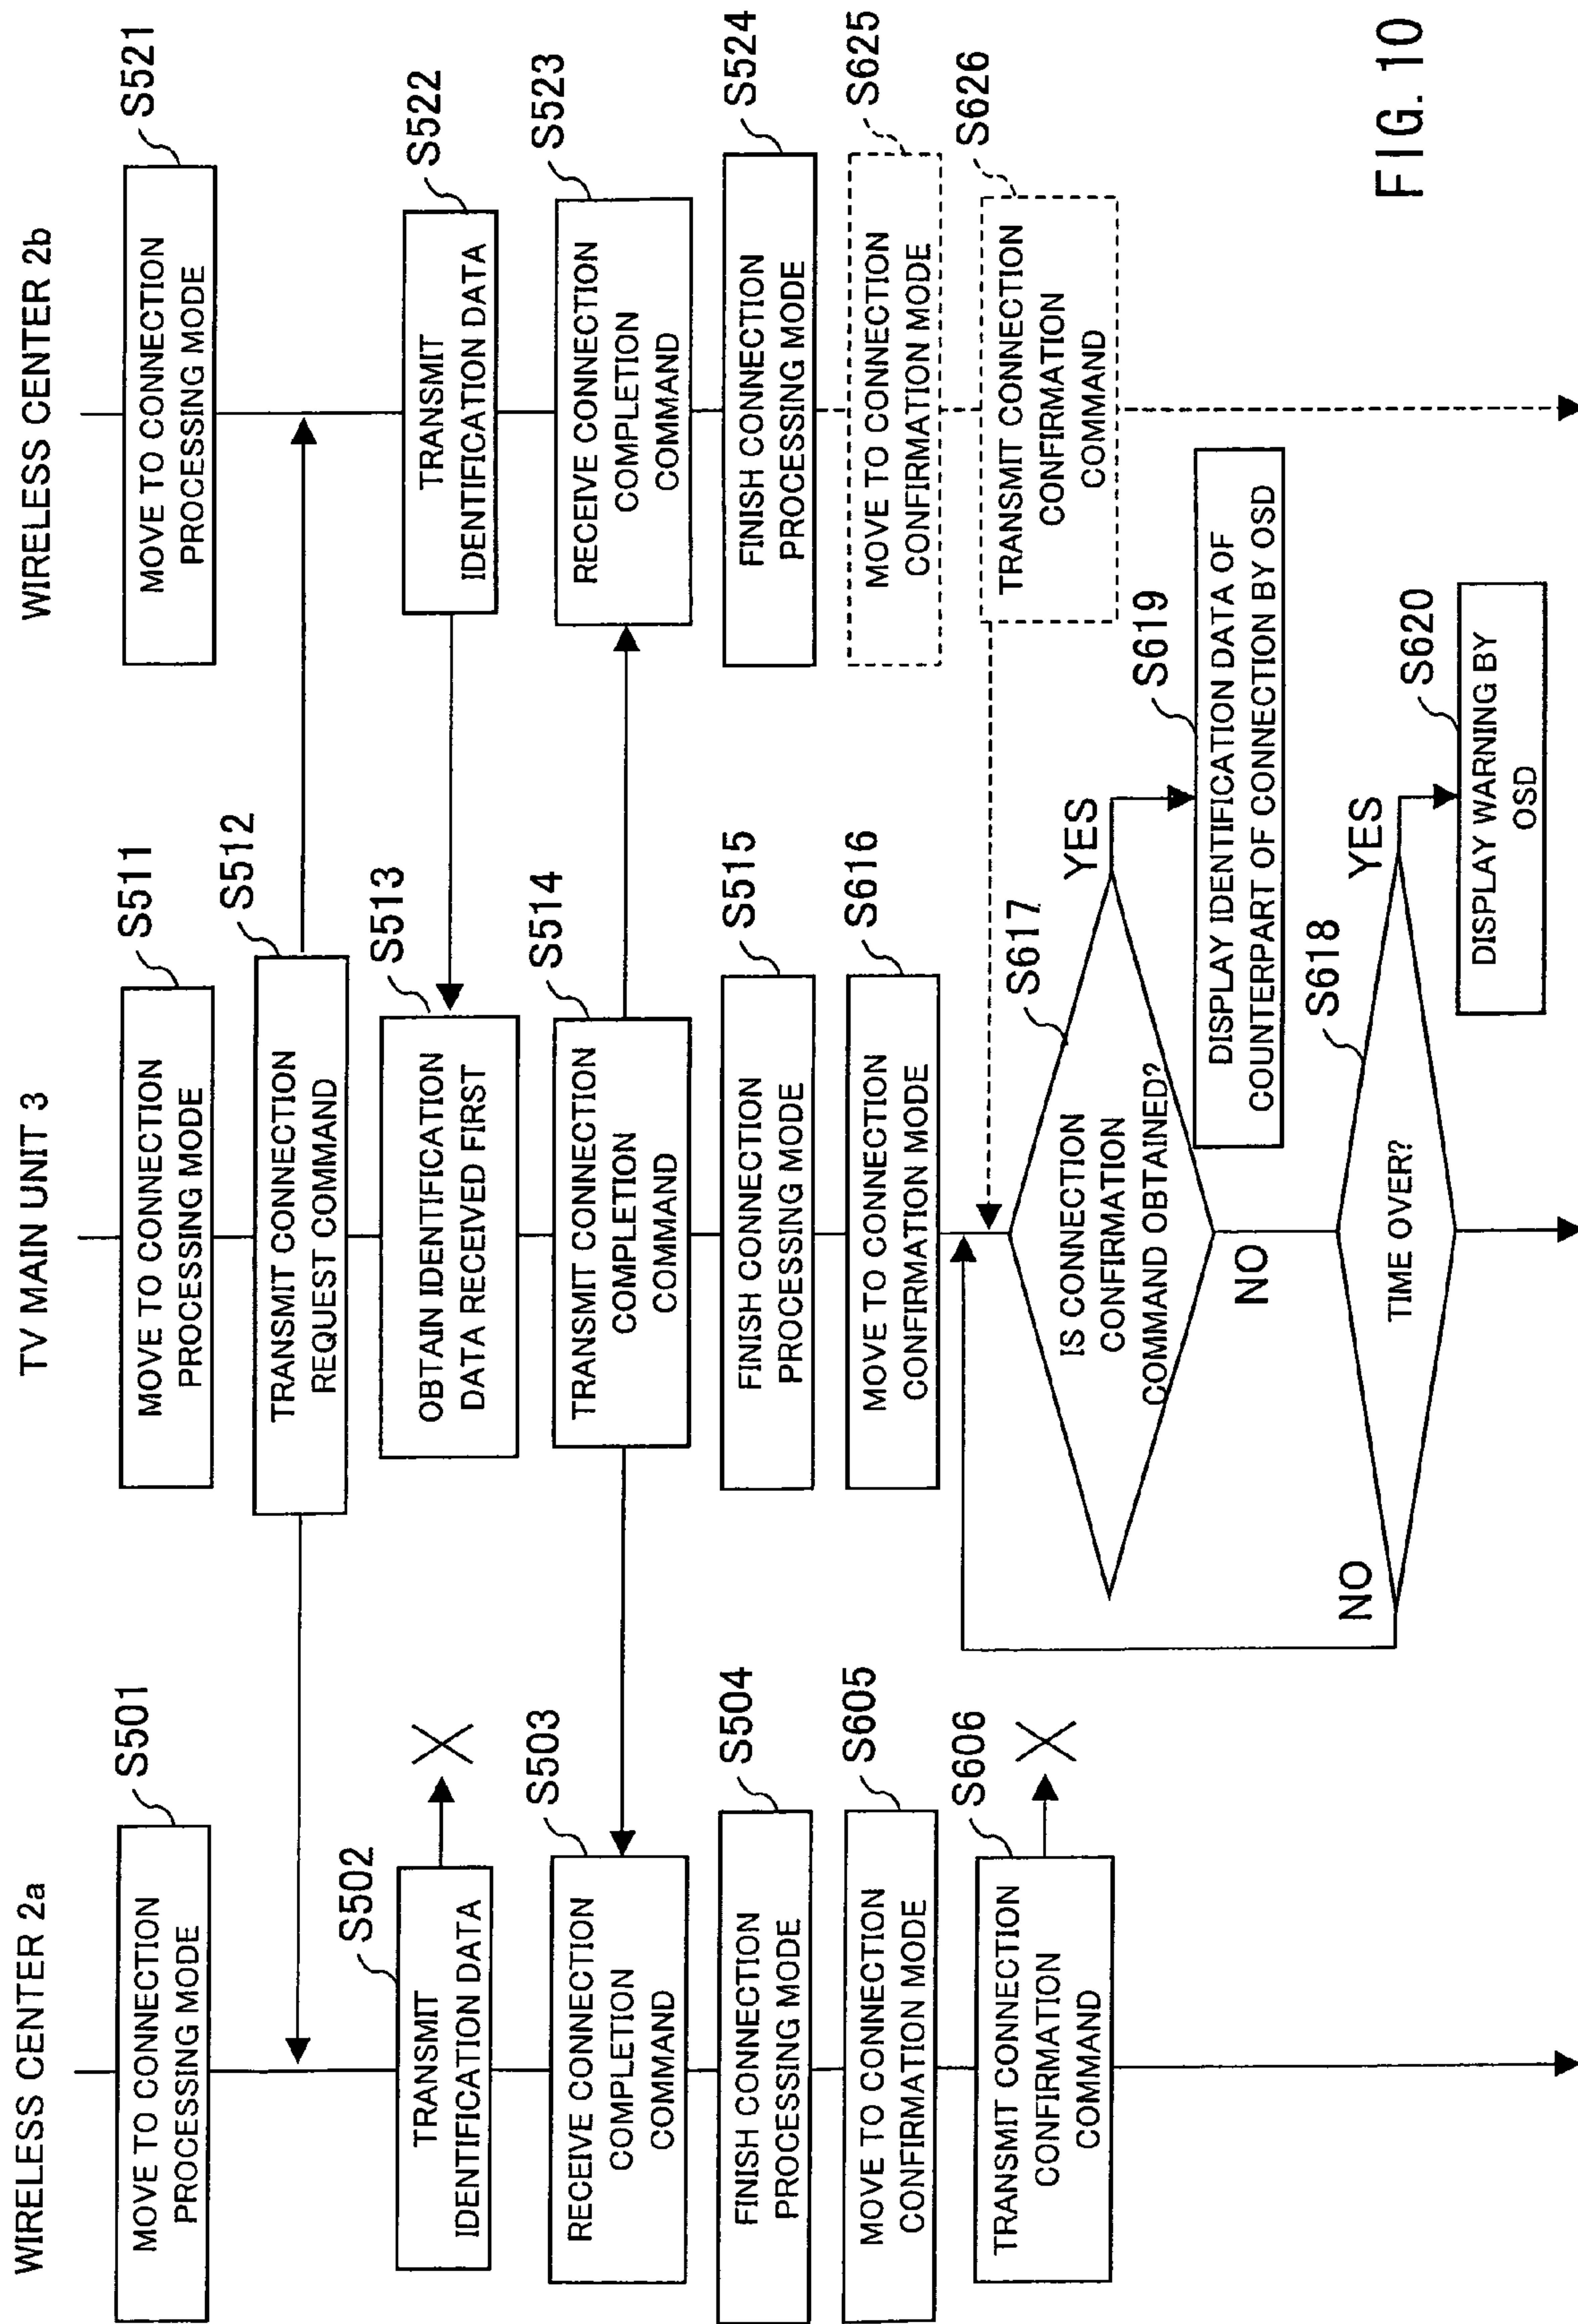 WIRELESS CENTER 2a
MOVE TO CONNECTION
PROCESSING MODE
S501
TRANSMIT
IDENTIFICATION DATA
S502
X
RECEIVE CONNECTION
COMPLETION
COMMAND
S503
FINISH CONNECTION
PROCESSING MODE
S504
MOVE TO CONNECTION
CONFIRMATION MODE
S605
TRANSMIT CONNECTION
CONFIRMATION
COMMAND
S606
X
TV MAIN UNIT 3
MOVE TO CONNECTION
PROCESSING MODE
S511
TRANSMIT CONNECTION
REQUEST COMMAND
S512
OBTAIN IDENTIFICATION
DATA RECEIVED FIRST
S513
TRANSMIT CONNECTION
COMPLETION
COMMAND
S514
FINISH CONNECTION
PROCESSING MODE
S515
MOVE TO CONNECTION
CONFIRMATION MODE
S616
IS CONNECTION
CONFIRMATION
COMMAND OBTAINED?
S617
YES
NO
DISPLAY IDENTIFICATION DATA OF
COUNTERPART OF CONNECTION BY OSD
S619
TIME OVER?
S618
NO
YES
DISPLAY WARNING BY
OSD
S620
WIRELESS CENTER 2b
MOVE TO CONNECTION
PROCESSING MODE
S521
TRANSMIT
IDENTIFICATION DATA
S522
RECEIVE CONNECTION
COMPLETION
COMMAND
S523
FINISH CONNECTION
PROCESSING MODE
S524
MOVE TO CONNECTION
CONFIRMATION MODE
S625
TRANSMIT CONNECTION
CONFIRMATION
COMMAND
S626
FIG. 10